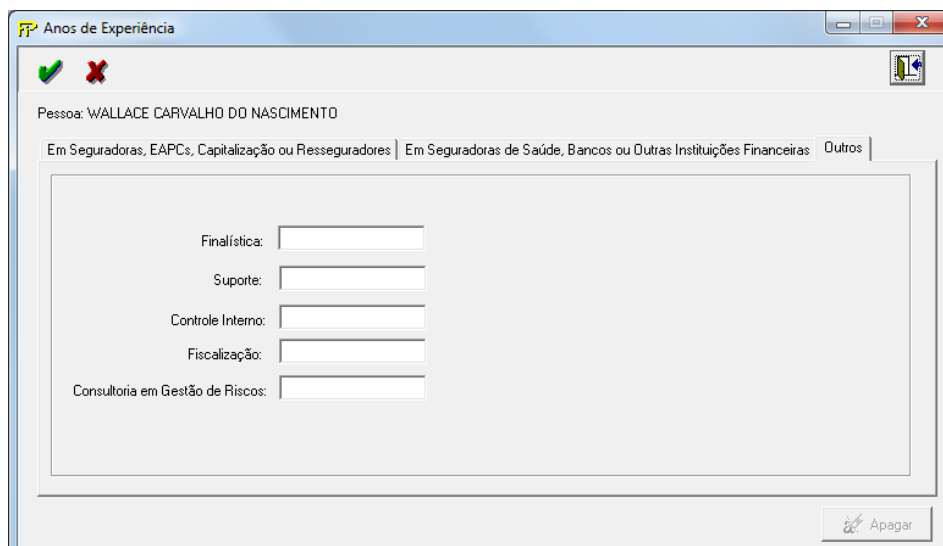 FIP Anos de Experiência
Pessoa: WALLACE CARVALHO DO NASCIMENTO
Em Seguradoras, EAPCs, Capitalização ou Resseguradores Em Seguradoras de Saúde, Bancos ou Outras Instituições Financeiras Outros
Finalística:
Suporte:
Controle Interno:
Fiscalização:
Consultoria em Gestão de Riscos:
Apagar